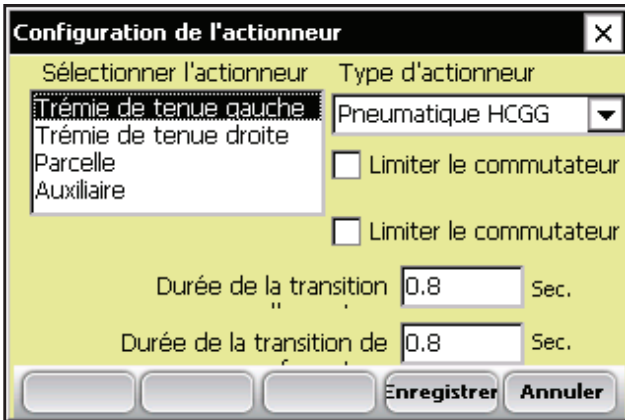 Configuration de l'actionneur
Sélectionner l'actionneur
Type d'actionneur
Trémie de tenue gauche
Trémie de tenue droite
Parcelle
Auxiliaire
Pneumatique HCGG
Limiter le commutateur
Limiter le commutateur
Durée de la transition
0.8 Sec.
Durée de la transition de
0.8 Sec.
Enregistrer
Annuler